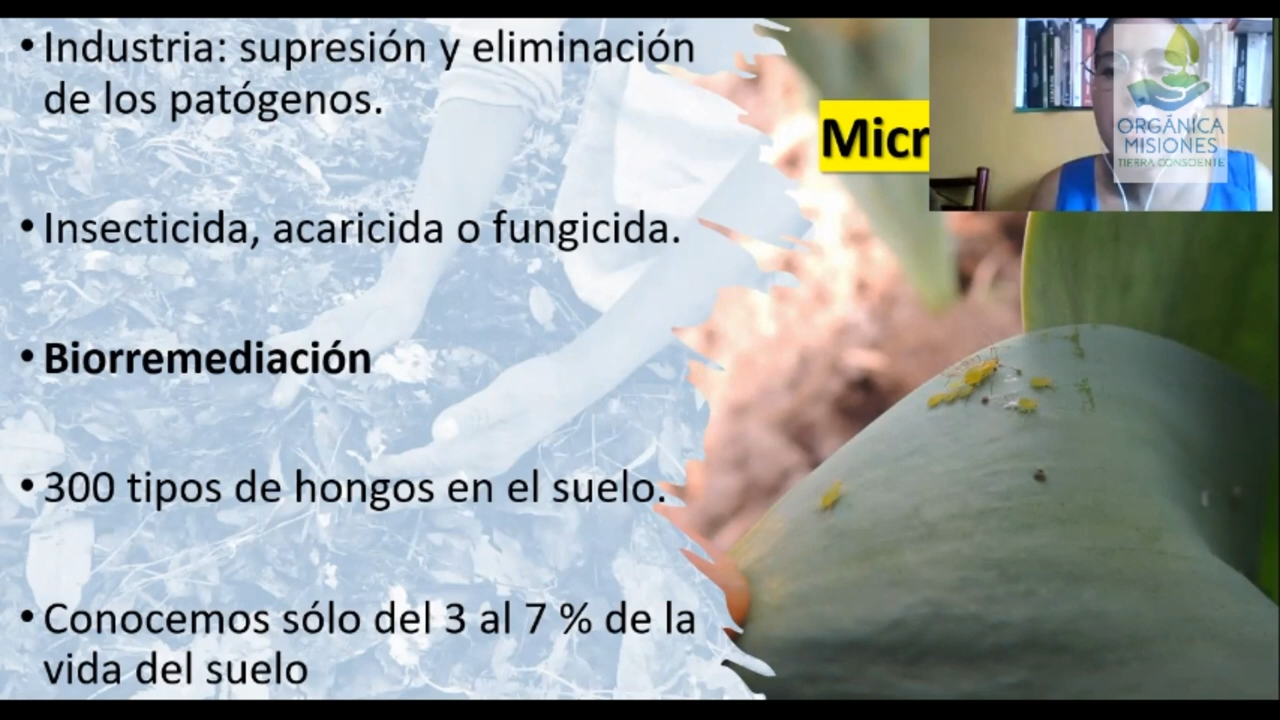 • Industria: supresión y eliminación
de los patógenos.
• Insecticida, acaricida o fungicida.
• Biorremediación
• 300 tipos de hongos en el suelo.
• Conocemos sólo del 3 al 7 % de la
vida del suelo
Micr
ORGÁNICA
MISIONES
TIERRA CONSCIENTE